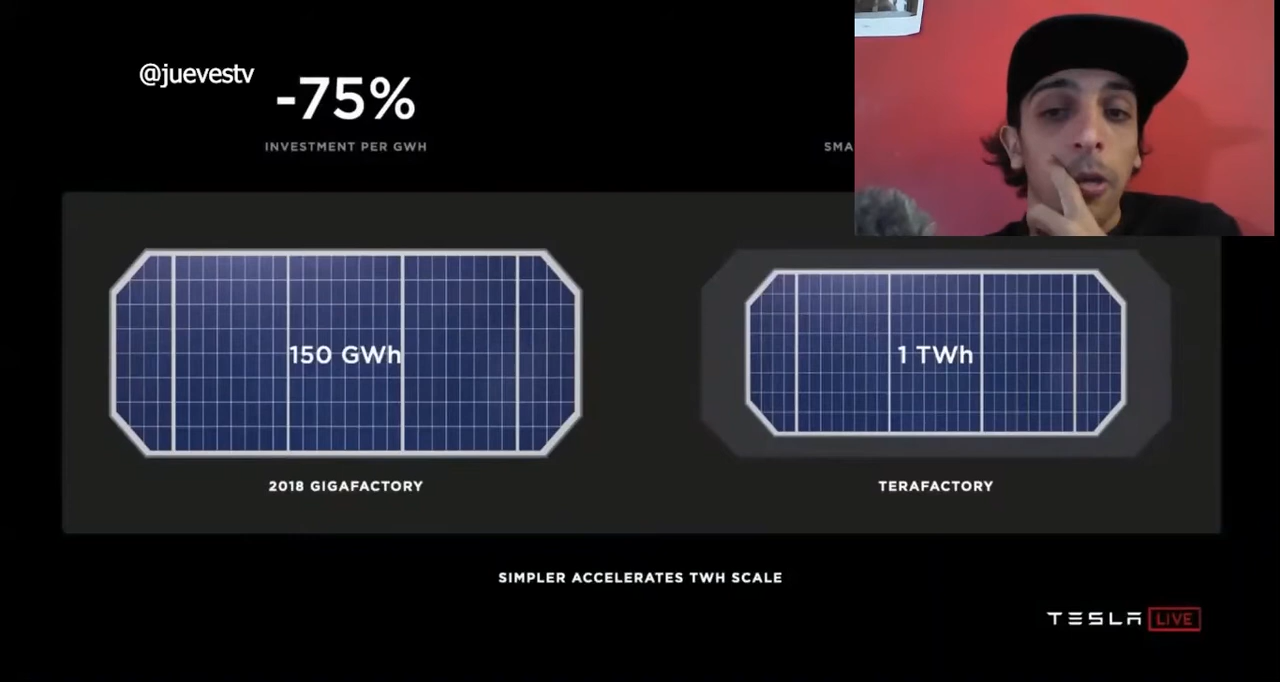 @juevestv
-75%
INVESTMENT PER GWH
150 GWh
1 TWh
2018 GIGAFACTORY
TERAFACTORY
SIMPLER ACCELERATES TWH SCALE
TESLA LIVE